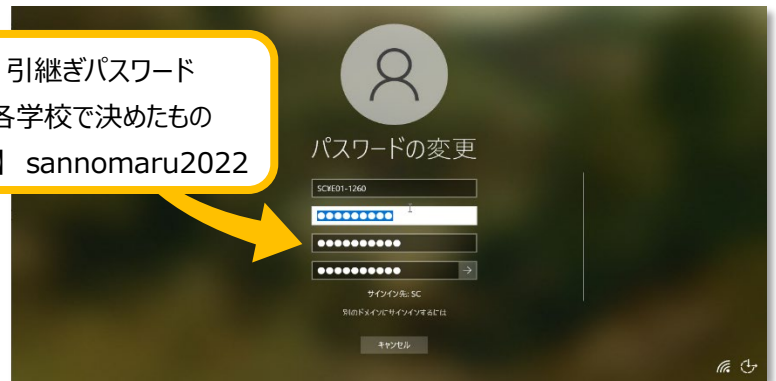 引継ぎパスワード
各学校で決めたもの
】 sannomaru2022
パスワードの変更
SC¥E01-1260
●●●●●●●●●
●●●●●●●●●●
●●●●●●●●●●
サインイン先: SC
別のドメインにサインインするには
キャンセル